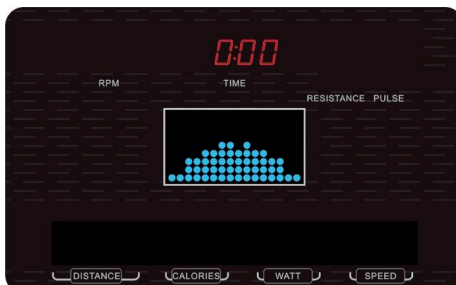 0:00
RPM TIME
RESISTANCE PULSE
DISTANCE CALORIES WATT SPEED